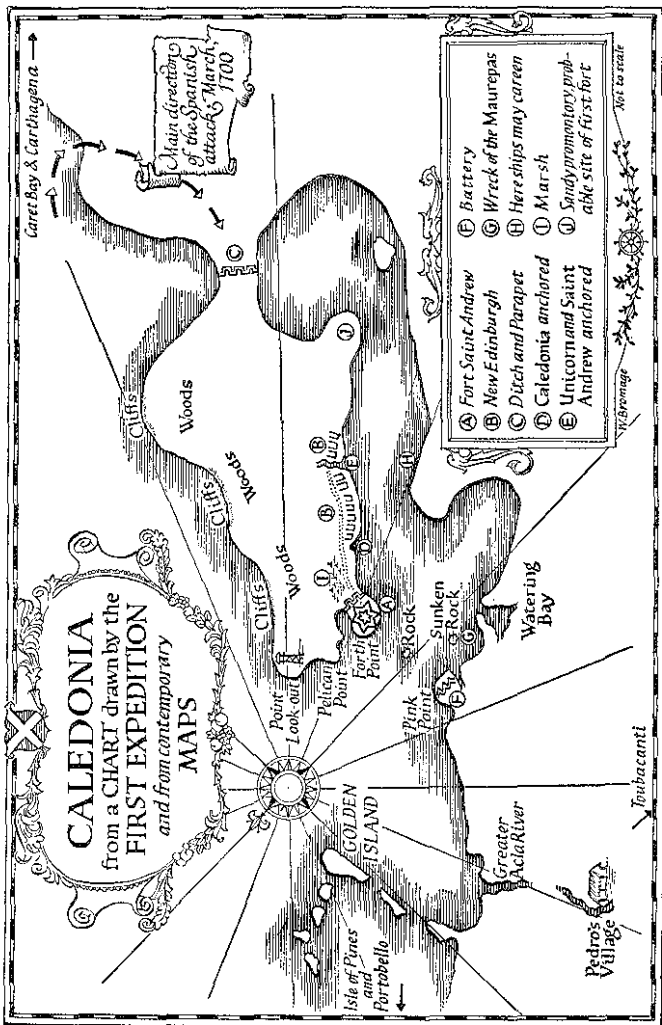 CALEDONIA
from a CHART drawn by the
FIRST EXPEDITION
and from contemporary
MAPS
Caret Bay & Carthagena
Main direction
of the Spanish
attack, March,
1700
Cliffs
Woods
Cliffs
Woods
Cliffs
Woods
C
J
B
F
B
I
D
A
H
Point
Look-out
Pelican
Point
Forth
Point
Rock
Sunken
Rock
G
Pink
Point
F
Watering
Bay
GOLDEN
ISLAND
Isle of Pines
and
Portobello
Greater
Acla River
Pedro's
Village
Toubacanti
A Fort Saint Andrew
B New Edinburgh
C Ditch and Parapet
D Caledonia anchored
E Unicorn and Saint
Andrew anchored
F Battery
G Wreck of the Maurepas
H Here ships may careen
I Marsh
J Sandy promontory, prob-
able site of first fort
W. Bromage
Not to scale